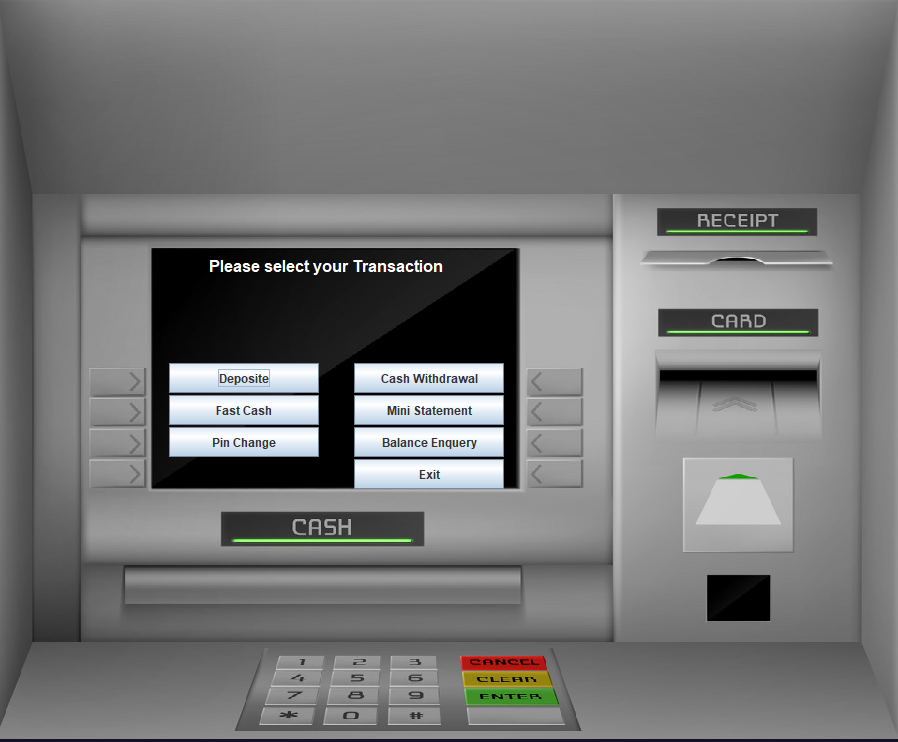 RECEIPT
Please select your Transaction
CARD
Deposite
Cash Withdrawal
Fast Cash
Mini Statement
Pin Change
Balance Enquery
Exit
CASH
1 2 3 CANCEL
4 5 6 CLEAR
7 8 9 ENTER
* 0 #